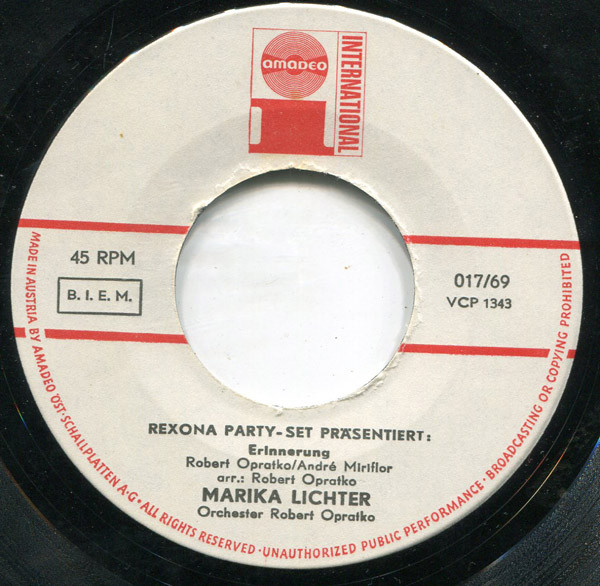 amadeo
INTERNATIONAL
45 RPM
B. I. E. M.
017/69
VCP 1343
REXONA PARTY-SET PRÄSENTIERT:
Erinnerung
Robert Opratko/André Miriflor
arr.: Robert Opratko
MARIKA LICHTER
Orchester Robert Opratko
MADE IN AUSTRIA BY AMADEO ÖST. SCHALLPLATTEN A·G·★ALL RIGHTS RESERVED·UNAUTHORIZED PUBLIC PERFORMANCE·BROADCASTING OR COPYING PROHIBITED